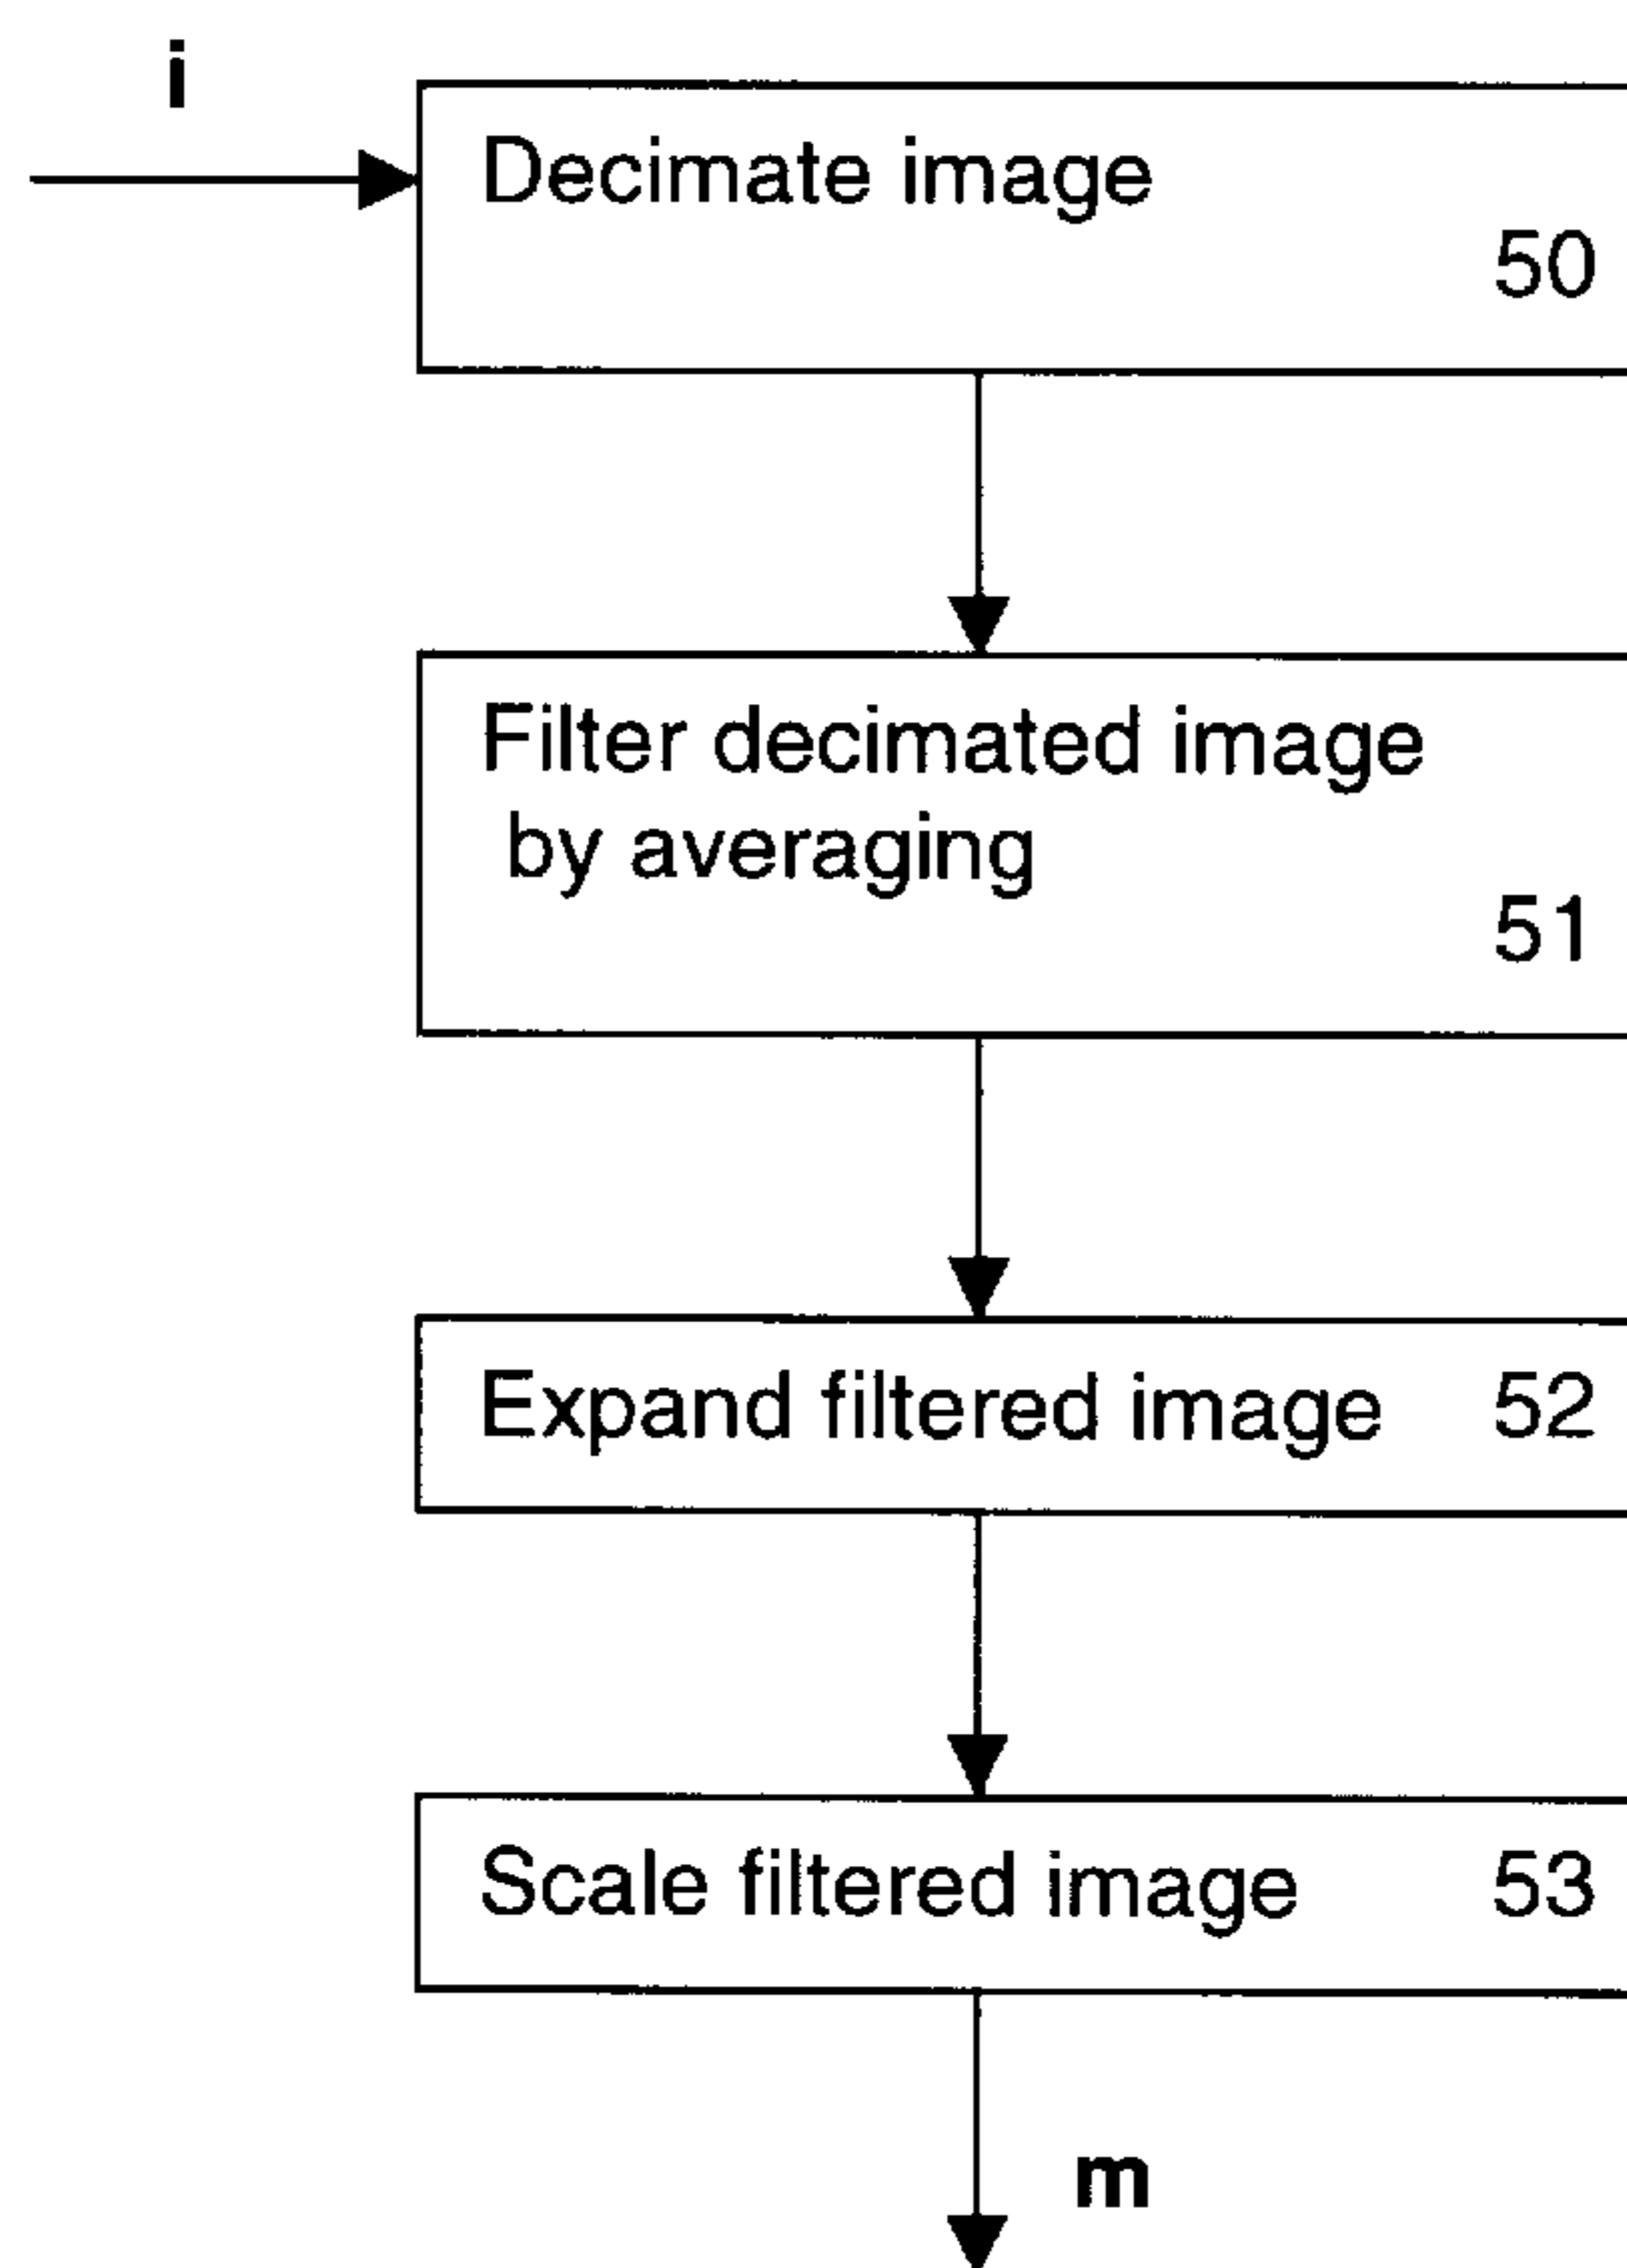 i
Decimate image
50
Filter decimated image
by averaging
51
Expand filtered image 52
Scale filtered image 53
m